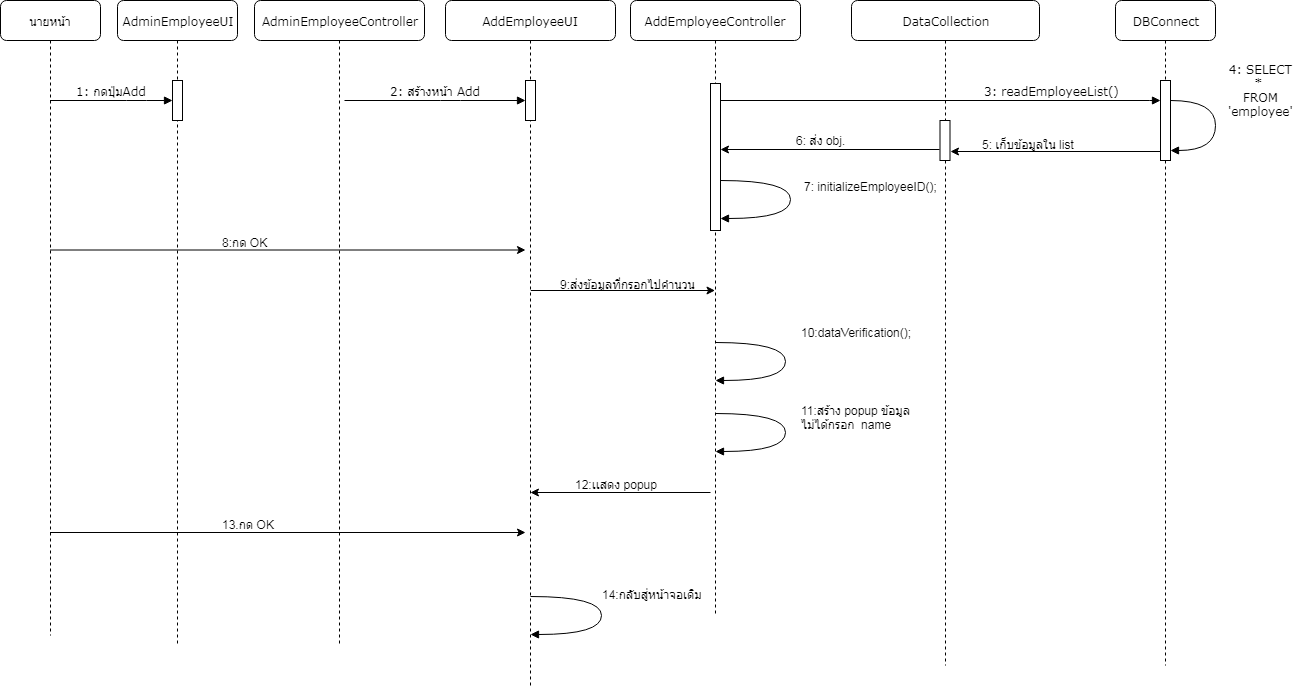 นายหน้า
AdminEmployeeUI
AdminEmployeeController
AddEmployeeUI
AddEmployeeController
DataCollection
DBConnect
1: กดปุ่มAdd
2: สร้างหน้า Add
3: readEmployeeList()
4: SELECT
*
FROM
'employee'
5: เก็บข้อมูลใน list
6: ส่ง obj.
7: initializeEmployeeID();
8:กด OK
9:ส่งข้อมูลที่กรอกไปคำนวน
10:dataVerification();
11:สร้าง popup ข้อมูล
ไม่ได้กรอก name
12:แสดง popup
13.กด OK
14:กลับสู่หน้าจอเดิม